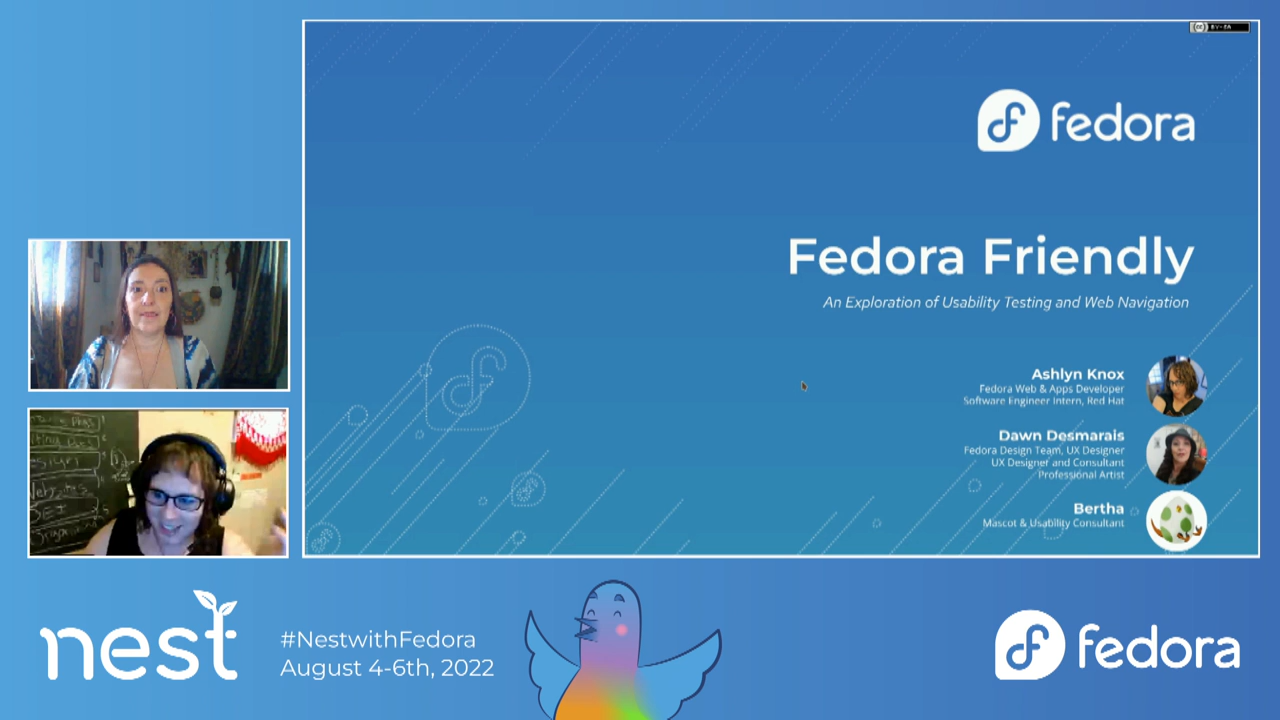 BY - SA
fedora
Fedora Friendly
An Exploration of Usability Testing and Web Navigation
Ashlyn Knox
Fedora Web & Apps Developer
Software Engineer Intern, Red Hat
Dawn Desmarais
Fedora Design Team, UX Designer
UX Designer and Consultant
Professional Artist
Bertha
Mascot & Usability Consultant
nest
#NestwithFedora
August 4-6th, 2022
fedora